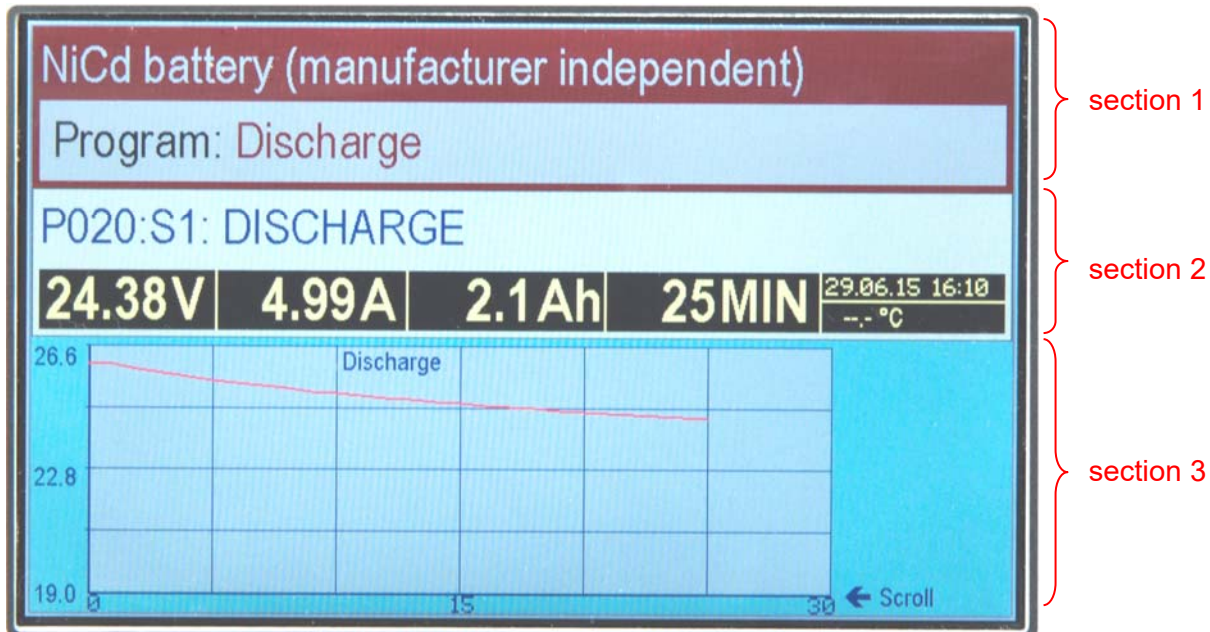 NiCd battery (manufacturer independent)
Program: Discharge
section 1
P020:S1: DISCHARGE
24.38V 4.99A 2.1Ah 25MIN 29.06.15 16:10
--.- °C
section 2
26.6 Discharge
22.8
section 3
19.0
0 15 30 ← Scroll